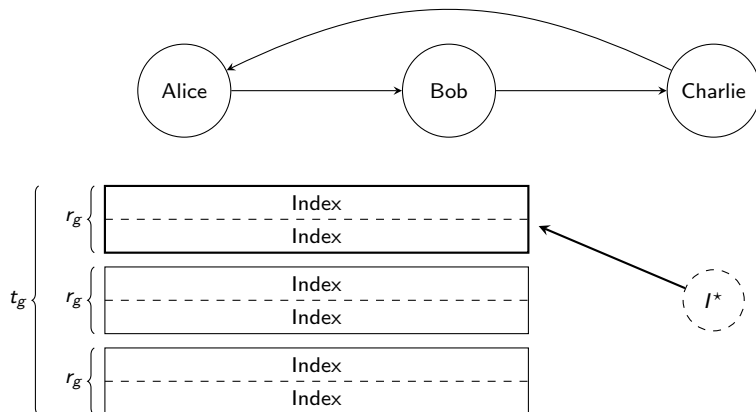 Alice Bob Charlie
r_g Index
Index
t_g r_g Index
Index
I*
r_g Index
Index